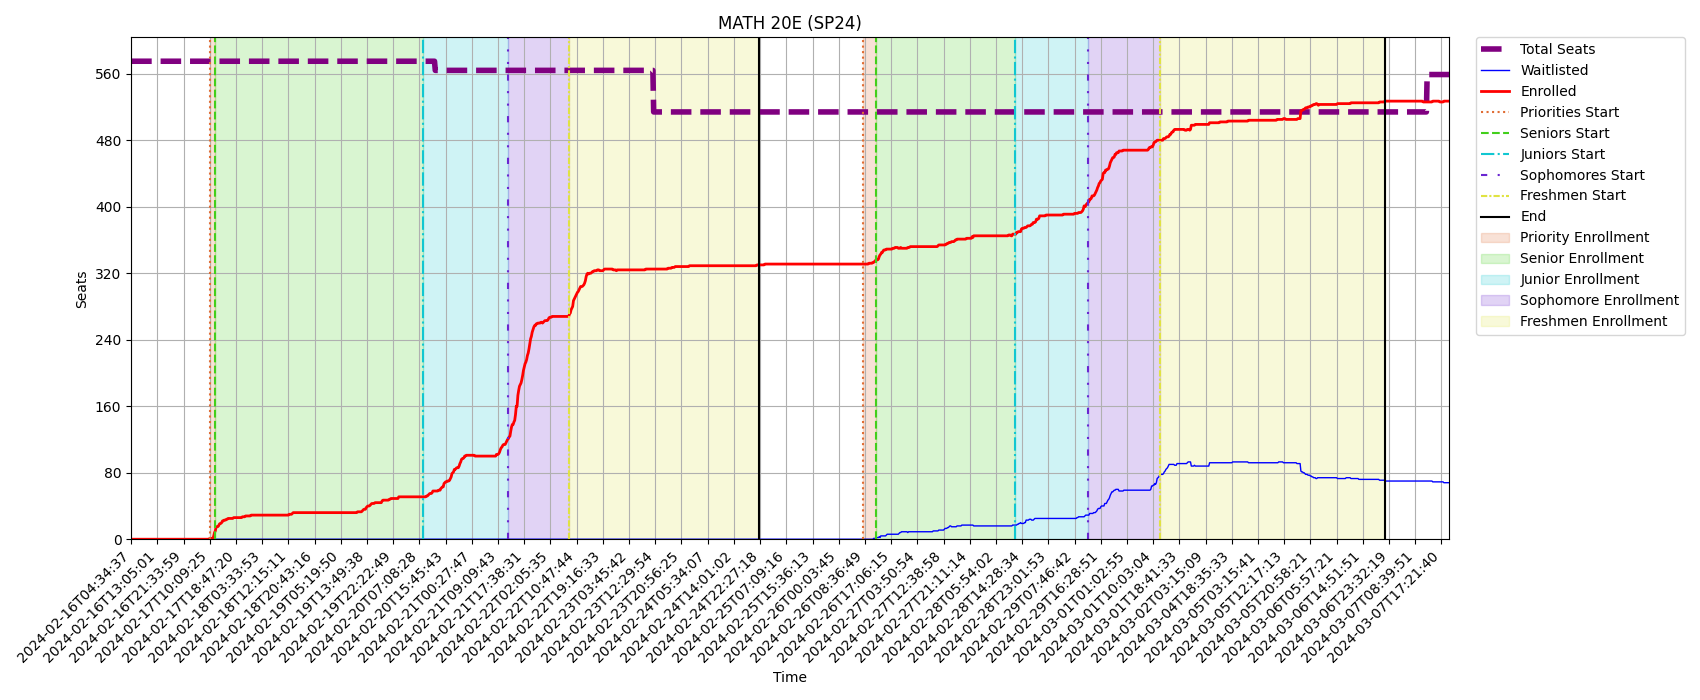 MATH 20E (SP24)
Seats
560
480
400
320
240
160
80
0
2024-02-16T04:34:37
2024-02-16T13:05:01
2024-02-16T21:33:59
2024-02-17T10:09:25
2024-02-17T18:47:20
2024-02-18T03:33:53
2024-02-18T12:15:11
2024-02-18T20:43:16
2024-02-19T05:19:50
2024-02-19T13:49:38
2024-02-19T22:22:49
2024-02-20T07:08:28
2024-02-20T15:45:43
2024-02-21T00:27:47
2024-02-21T09:09:43
2024-02-21T17:38:31
2024-02-22T02:05:35
2024-02-22T10:47:44
2024-02-22T19:16:33
2024-02-23T03:45:42
2024-02-23T12:29:54
2024-02-23T20:56:25
2024-02-24T05:34:07
2024-02-24T14:01:02
2024-02-24T22:27:18
2024-02-25T07:09:16
2024-02-25T15:36:13
2024-02-26T00:03:45
2024-02-26T08:36:49
2024-02-26T17:06:15
2024-02-27T03:50:54
2024-02-27T12:38:58
2024-02-27T21:11:14
2024-02-28T05:54:02
2024-02-28T14:28:34
2024-02-28T23:01:53
2024-02-29T07:46:42
2024-02-29T16:28:51
2024-03-01T01:02:55
2024-03-01T10:03:04
2024-03-01T18:41:33
2024-03-02T03:15:09
2024-03-04T18:35:33
2024-03-05T03:15:41
2024-03-05T12:17:13
2024-03-05T20:58:21
2024-03-06T05:57:21
2024-03-06T14:51:51
2024-03-06T23:32:19
2024-03-07T08:39:51
2024-03-07T17:21:40
Time
Total Seats
Waitlisted
Enrolled
Priorities Start
Seniors Start
Juniors Start
Sophomores Start
Freshmen Start
End
Priority Enrollment
Senior Enrollment
Junior Enrollment
Sophomore Enrollment
Freshmen Enrollment